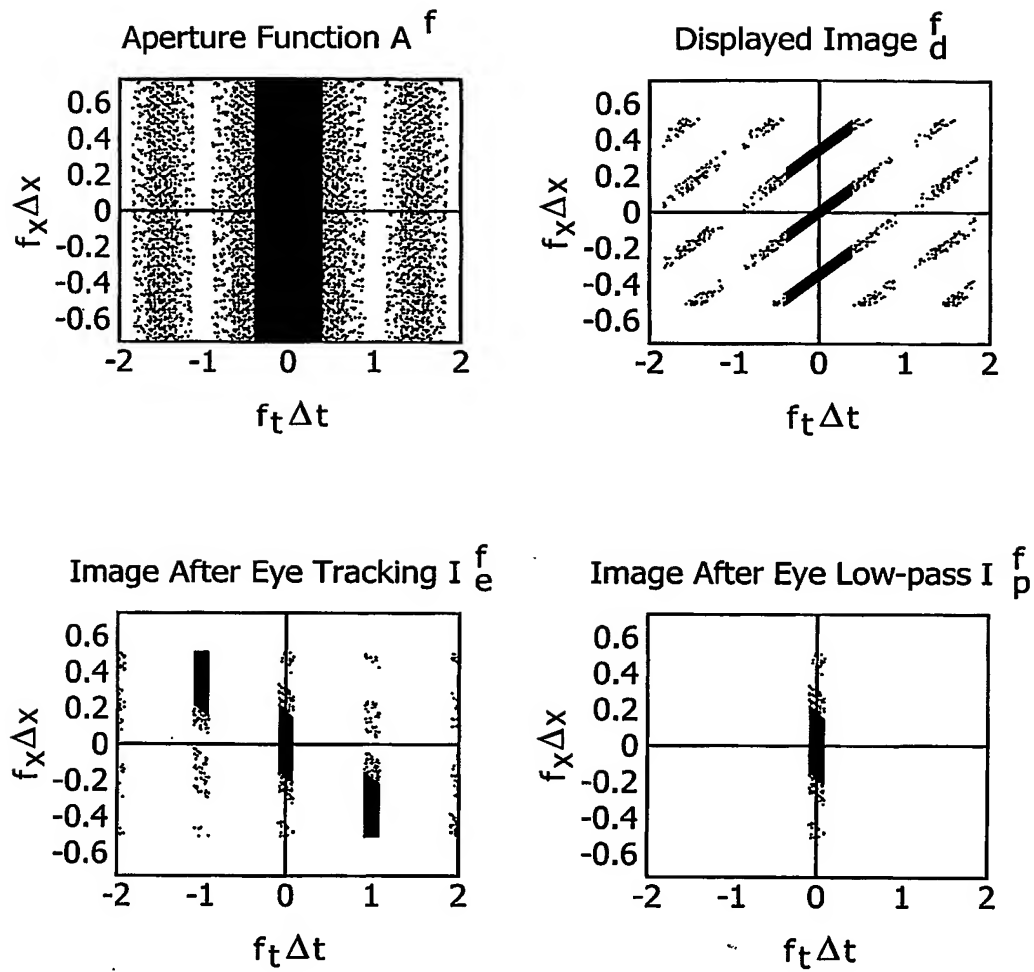 Aperture Function A f
0.6
0.4
0.2
0
-0.2
-0.4
-0.6
fxΔx
-2 -1 0 1 2
ftΔt
Displayed Image f d
0.6
0.4
0.2
0
-0.2
-0.4
-0.6
fxΔx
-2 -1 0 1 2
ftΔt
Image After Eye Tracking I f e
0.6
0.4
0.2
0
-0.2
-0.4
-0.6
fxΔx
-2 -1 0 1 2
ftΔt
Image After Eye Low-pass I f p
0.6
0.4
0.2
0
-0.2
-0.4
-0.6
fxΔx
-2 -1 0 1 2
ftΔt